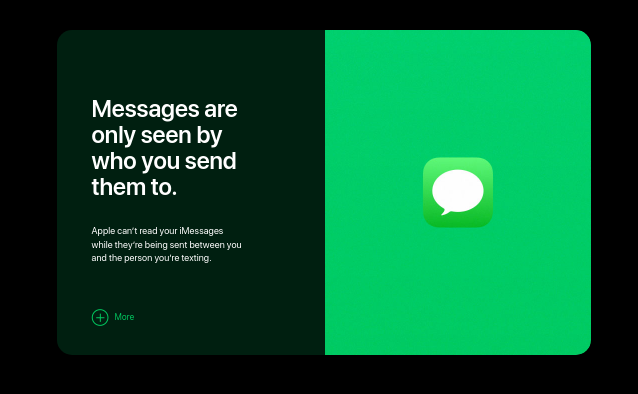 Messages are
only seen by
who you send
them to.
Apple can’t read your iMessages
while they’re being sent between you
and the person you’re texting.
More